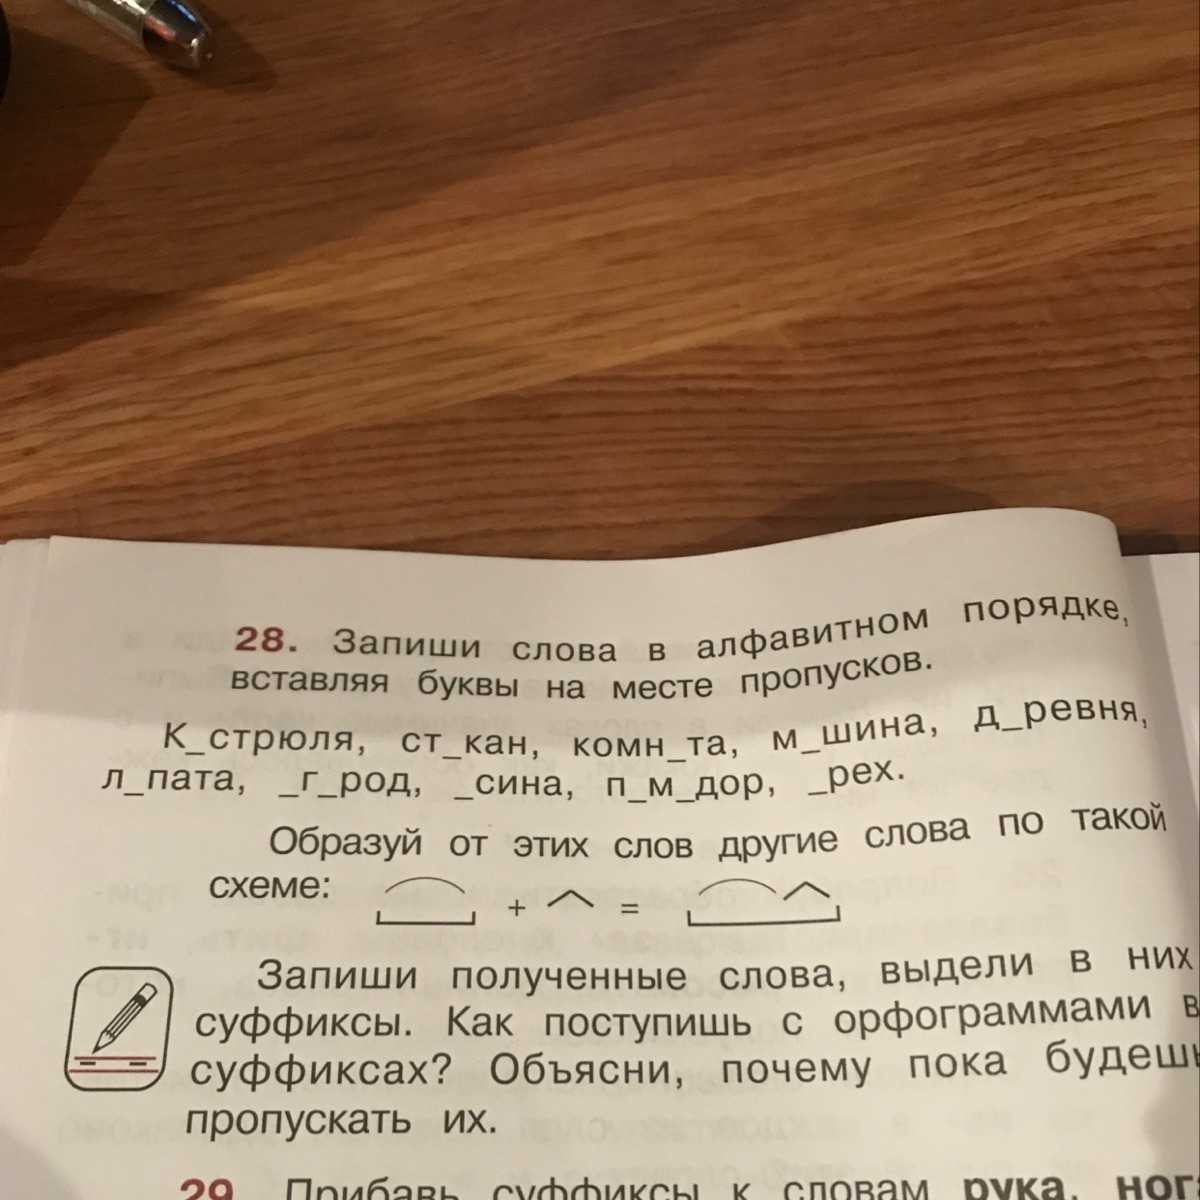 28. Запиши слова в алфавитном порядке,
вставляя буквы на месте пропусков.
К_стрюля, ст_кан, комн_та, м_шина, д_ревня,
л_пата, _г_род, _сина, п_м_дор, _рех.
Образуй от этих слов другие слова по такой
схеме: + =
Запиши полученные слова, выдели в них
суффиксы. Как поступишь с орфограммами в
суффиксах? Объясни, почему пока будешь
пропускать их.
29 Прибавь суффиксы к словам рука, ног